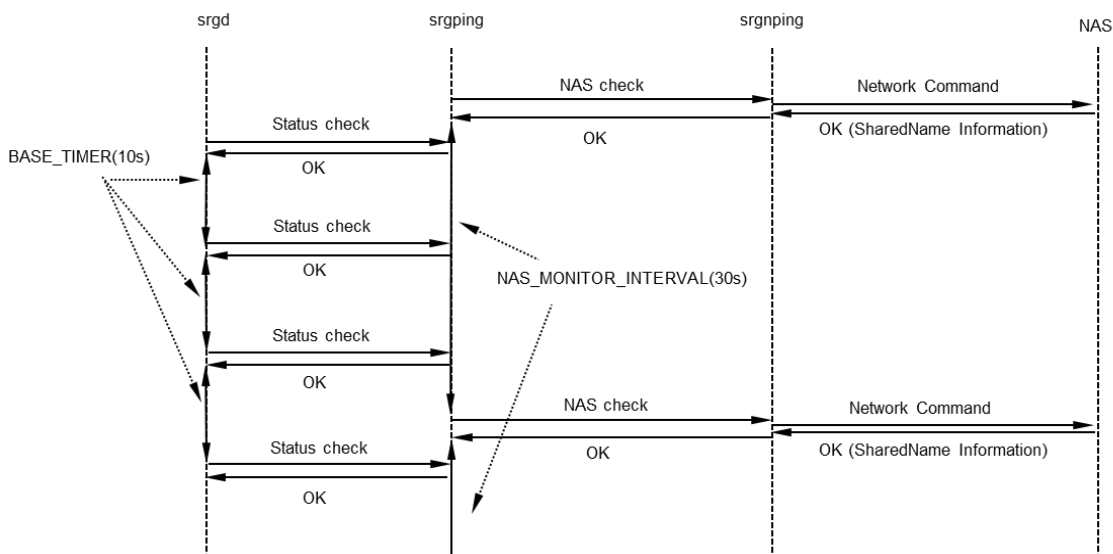 srgd
srgping
srgnping
NAS
NAS check
Network Command
Status check
OK
OK (SharedName Information)
BASE_TIMER(10s)
OK
Status check
OK
NAS_MONITOR_INTERVAL(30s)
Status check
OK
NAS check
Network Command
Status check
OK
OK (SharedName Information)
OK